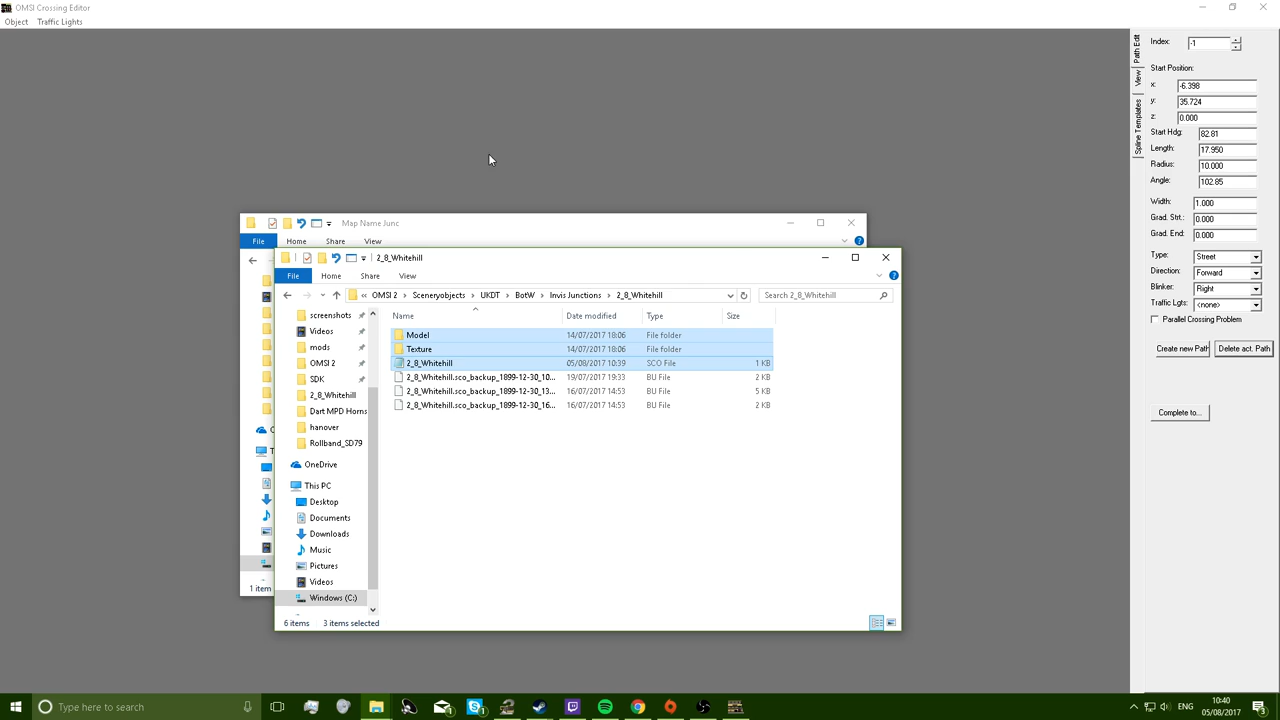 OMSI Crossing Editor
Object Traffic Lights
Path Edit
View
Spline Templates
Index: -1
Start Position:
x: -6.398
y: 35.724
z: 0.000
Start Hdg: 82.81
Length: 17.950
Radius: 10.000
Angle: 102.85
Width: 1.000
Grad. Strt.: 0.000
Grad. End: 0.000
Type: Street
Direction: Forward
Blinker: Right
Traffic Lgts: <none>
Parallel Crossing Problem
Create new Path Delete act. Path
Complete to...
Map Name Junc
File Home Share View
1 item
2_8_Whitehill
File Home Share View
« OMSI 2 > Sceneryobjects > UKDT > BotW > Invis Junctions > 2_8_Whitehill
Search 2_8_Whitehill
Name Date modified Type Size
screenshots
Videos
mods
OMSI 2
SDK
2_8_Whitehill
Dart MPD Horns
hanover
Rollband_SD79
OneDrive
This PC
Desktop
Documents
Downloads
Music
Pictures
Videos
Windows (C:)
Model 14/07/2017 18:06 File folder
Texture 14/07/2017 18:06 File folder
2_8_Whitehill 05/08/2017 10:39 SCO File 1 KB
2_8_Whitehill.sco_backup_1899-12-30_10... 19/07/2017 19:33 BU File 2 KB
2_8_Whitehill.sco_backup_1899-12-30_13... 16/07/2017 14:53 BU File 5 KB
2_8_Whitehill.sco_backup_1899-12-30_16... 16/07/2017 14:53 BU File 2 KB
6 items 3 items selected
Type here to search
ENG
10:40
05/08/2017